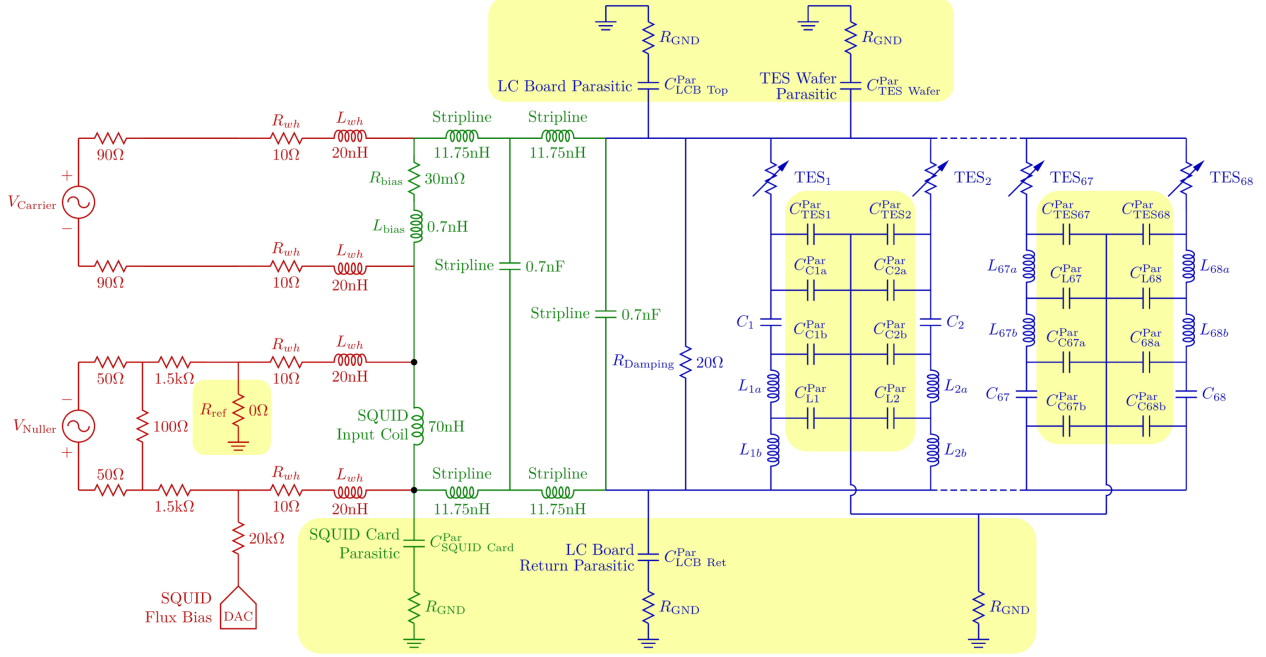 R_GND
R_GND
LC Board Parasitic
C^Par_LCB Top
TES Wafer
Parasitic
C^Par_TES Wafer
R_wh
L_wh
Stripline
Stripline
90Ω
10Ω
20nH
11.75nH
11.75nH
+
V_Carrier
−
R_bias
30mΩ
L_bias
0.7nH
TES_1
TES_2
TES_67
TES_68
C^Par_TES1
C^Par_TES2
C^Par_TES67
C^Par_TES68
R_wh
L_wh
90Ω
10Ω
20nH
Stripline
0.7nF
C^Par_C1a
C^Par_C2a
L_67a
C^Par_L67
C^Par_L68
L_68a
Stripline
0.7nF
C_1
C_2
C^Par_C1b
C^Par_C2b
L_67b
C^Par_C67a
C^Par_68a
L_68b
R_wh
L_wh
50Ω
1.5kΩ
10Ω
20nH
R_Damping
20Ω
L_1a
C^Par_L1
C^Par_L2
L_2a
C_67
C^Par_C67b
C^Par_C68b
C_68
−
V_Nuller
+
100Ω
R_ref
0Ω
SQUID
Input Coil
70nH
L_1b
L_2b
50Ω
1.5kΩ
R_wh
10Ω
L_wh
20nH
Stripline
11.75nH
Stripline
11.75nH
20kΩ
SQUID Card
Parasitic
C^Par_SQUID Card
LC Board
Return Parasitic
C^Par_LCB Ret
SQUID
Flux Bias
DAC
R_GND
R_GND
R_GND